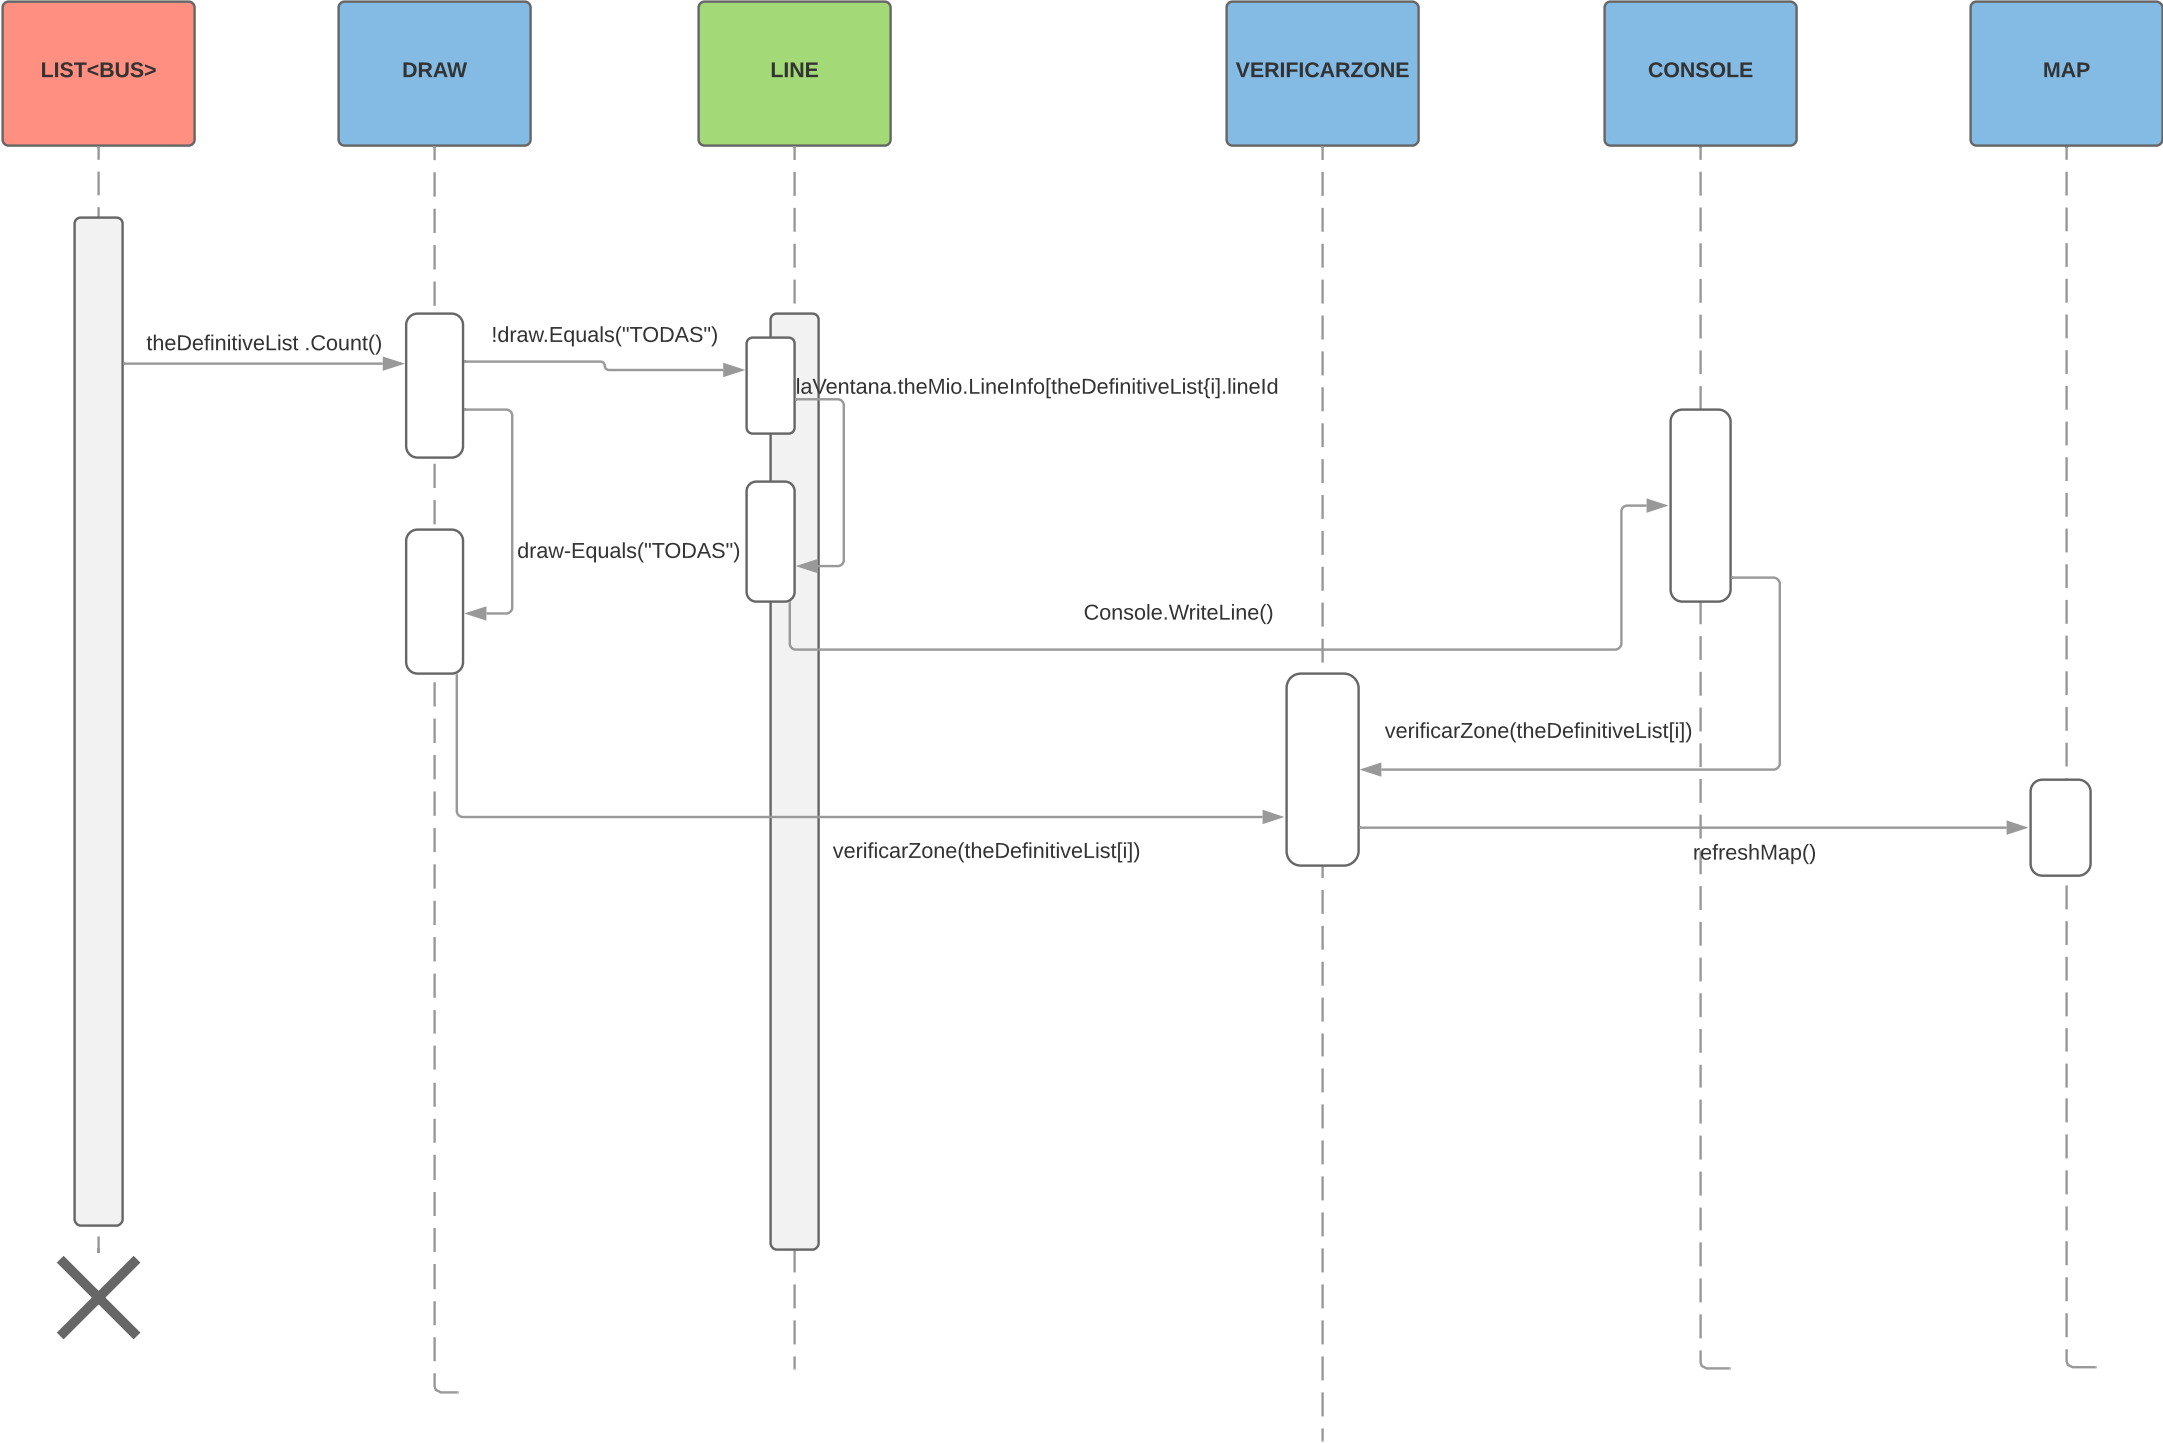 LIST<BUS>
DRAW
LINE
VERIFICARZONE
CONSOLE
MAP
theDefinitiveList .Count()
!draw.Equals("TODAS")
laVentana.theMio.LineInfo[theDefinitiveList{i].lineId
draw-Equals("TODAS")
Console.WriteLine()
verificarZone(theDefinitiveList[i])
verificarZone(theDefinitiveList[i])
refreshMap()